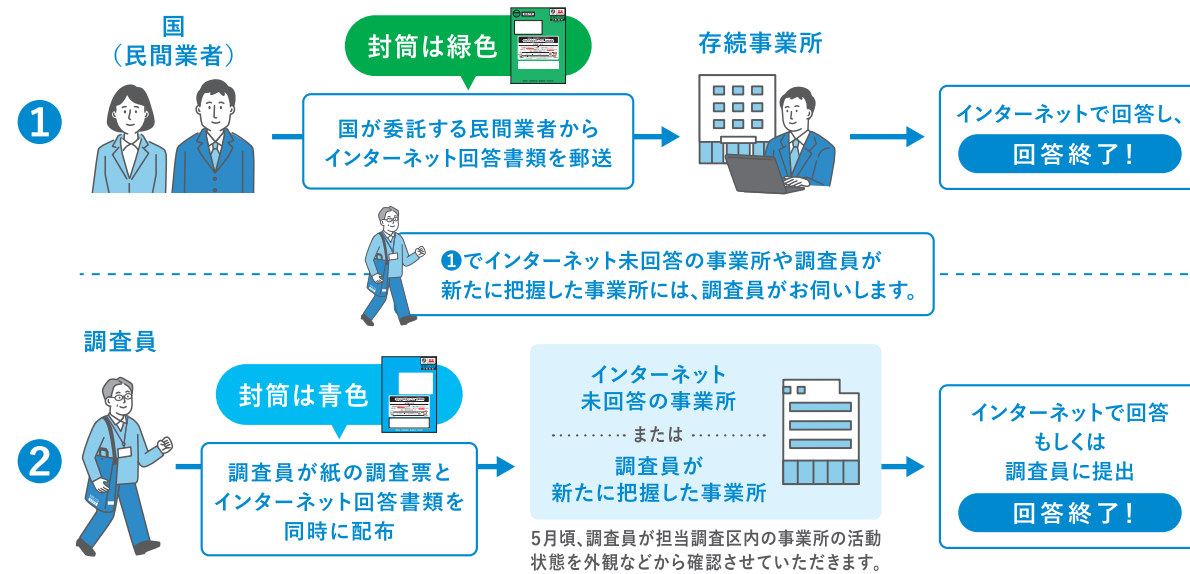 国
（民間業者）
封筒は緑色
存続事業所
❶
国が委託する民間業者から
インターネット回答書類を郵送
インターネットで回答し、
回答終了！
❶でインターネット未回答の事業所や調査員が
新たに把握した事業所には、調査員がお伺いします。
調査員
封筒は青色
❷
調査員が紙の調査票と
インターネット回答書類を
同時に配布
インターネット
未回答の事業所
または
調査員が
新たに把握した事業所
5月頃、調査員が担当調査区内の事業所の活動
状態を外観などから確認させていただきます。
インターネットで回答
もしくは
調査員に提出
回答終了！